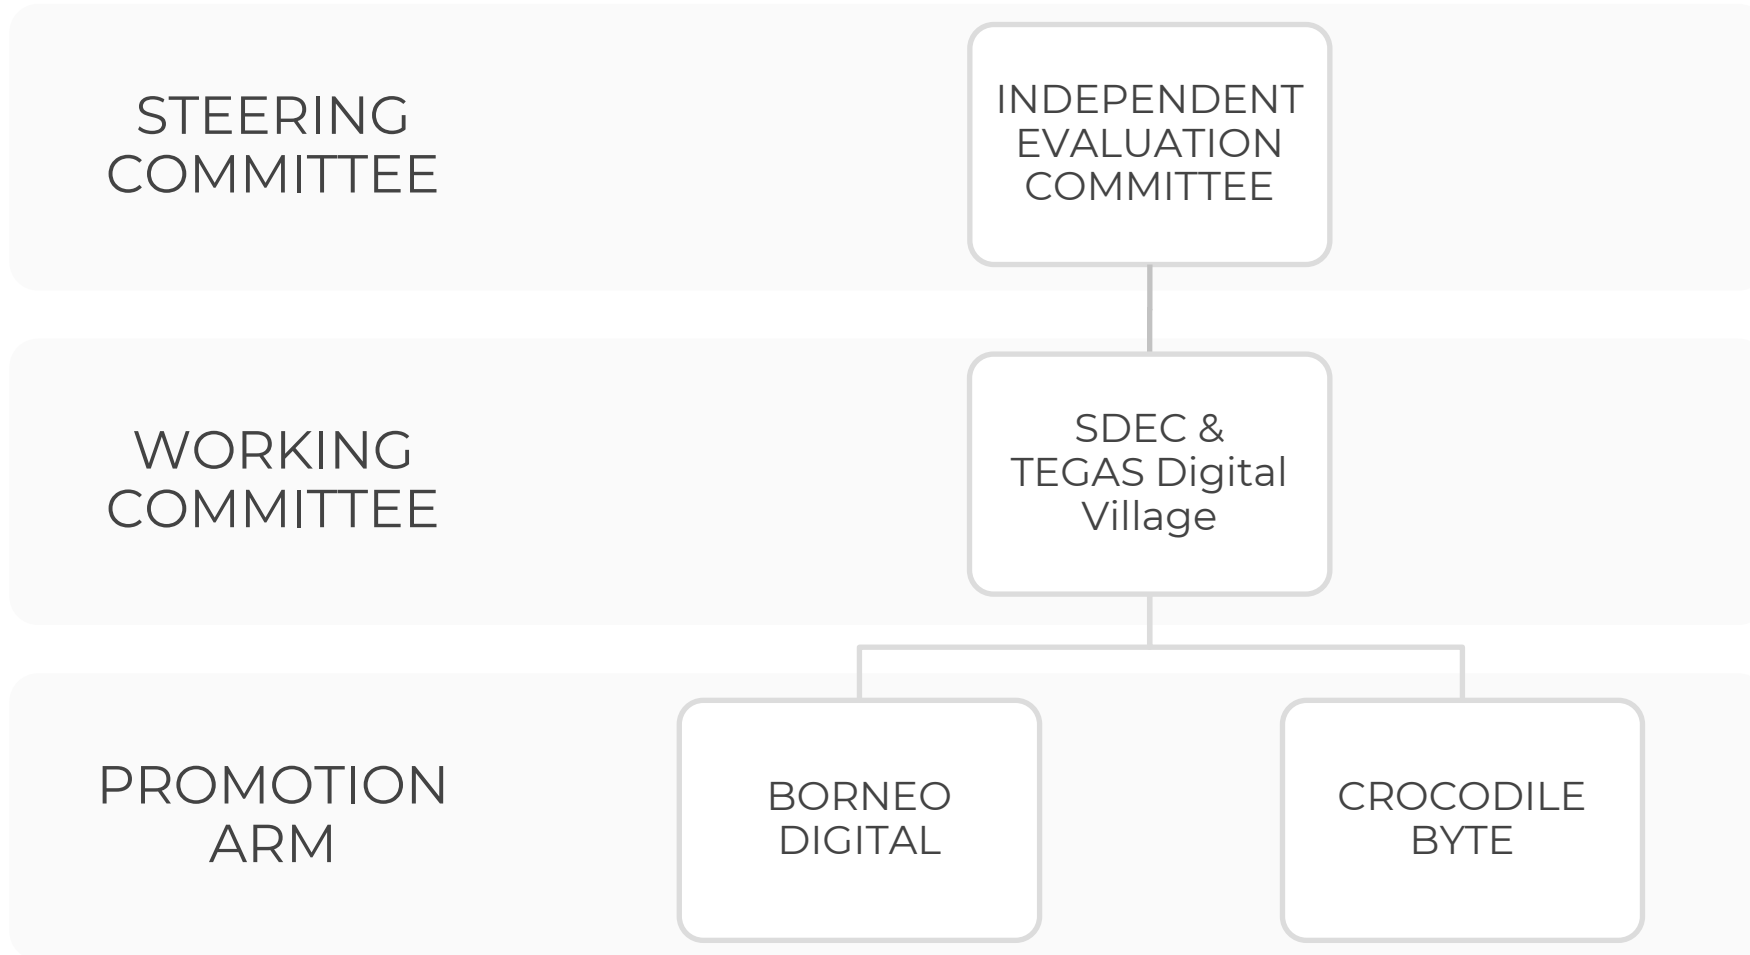 STEERING
COMMITTEE
INDEPENDENT
EVALUATION
COMMITTEE
WORKING
COMMITTEE
SDEC &
TEGAS Digital
Village
PROMOTION
ARM
BORNEO
DIGITAL
CROCODILE
BYTE